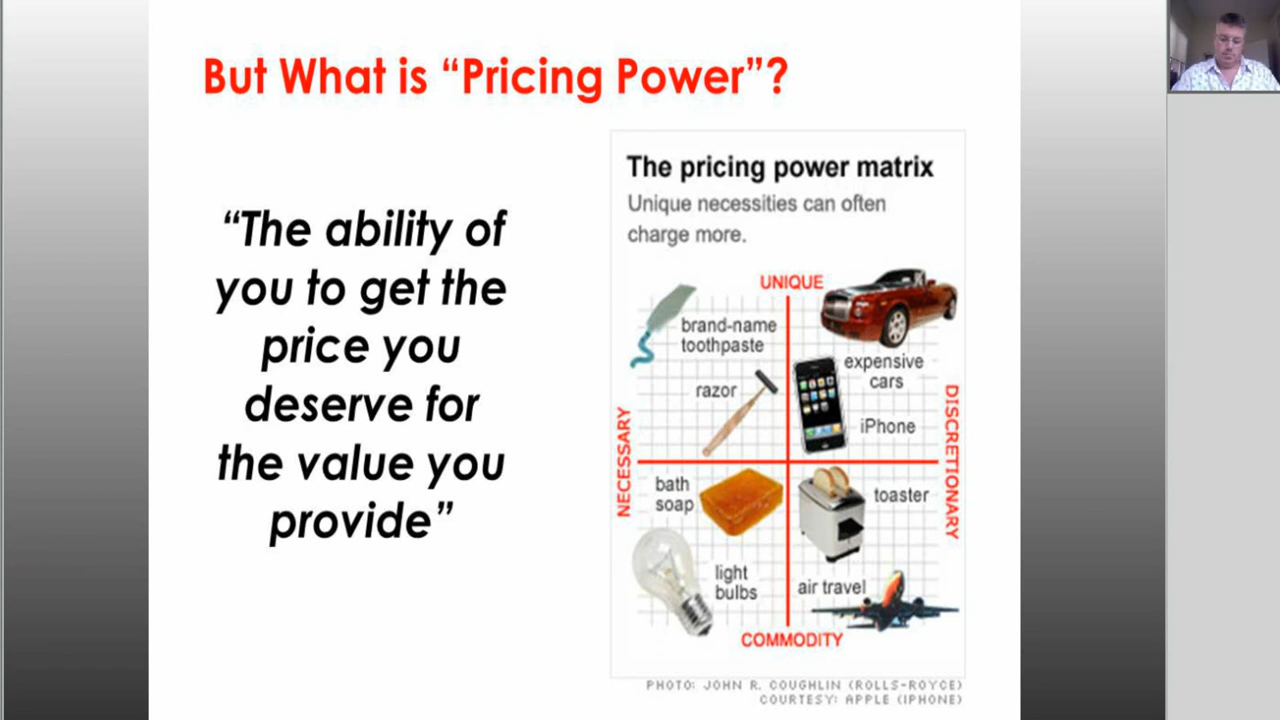 But What is “Pricing Power”?
“The ability of
you to get the
price you
deserve for
the value you
provide”
The pricing power matrix
Unique necessities can often
charge more.
UNIQUE
brand-name
toothpaste
expensive
cars
razor
iPhone
NECESSARY
DISCRETIONARY
bath
soap
toaster
light
bulbs
air travel
COMMODITY
PHOTO: JOHN R. COUGHLIN (ROLLS-ROYCE)
COURTESY: APPLE (IPHONE)